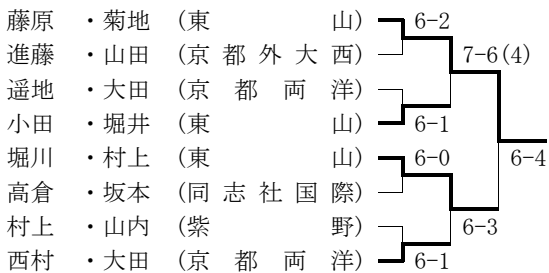 藤原 ・菊地 (東 山) 6-2
進藤 ・山田 (京都外大西) 7-6(4)
遥地 ・大田 (京都両洋)
小田 ・堀井 (東 山) 6-1
堀川 ・村上 (東 山) 6-0 6-4
高倉 ・坂本 (同志社国際)
村上 ・山内 (紫 野) 6-3
西村 ・大田 (京都両洋) 6-1